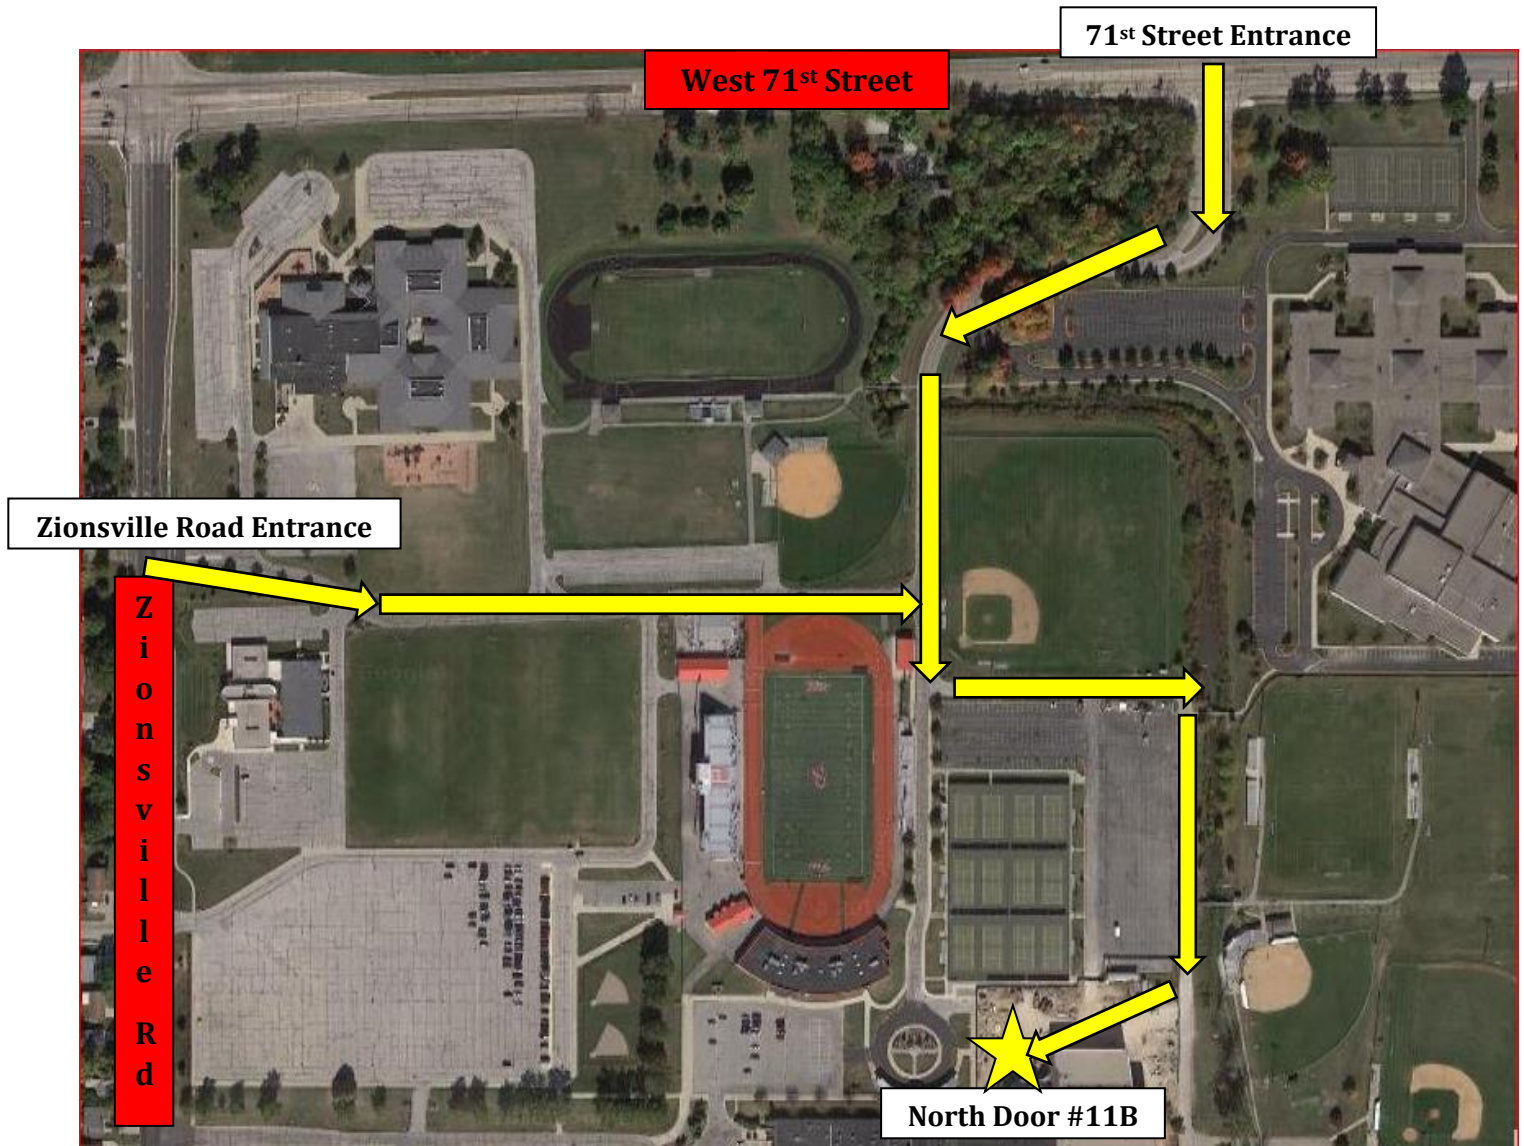 71st Street Entrance
West 71st Street
Zionsville Road Entrance
Zionsville Rd
North Door #11B